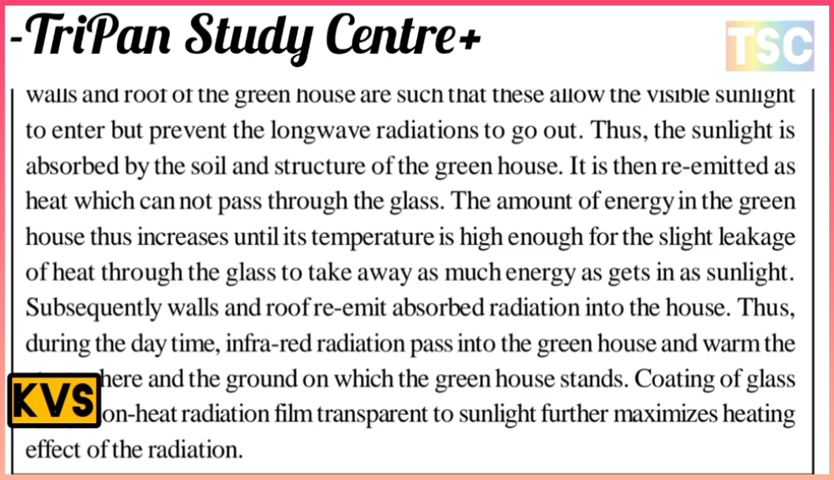 -TriPan Study Centre+
TSC
walls and roof of the green house are such that these allow the visible sunlight
to enter but prevent the longwave radiations to go out. Thus, the sunlight is
absorbed by the soil and structure of the green house. It is then re-emitted as
heat which can not pass through the glass. The amount of energy in the green
house thus increases until its temperature is high enough for the slight leakage
of heat through the glass to take away as much energy as gets in as sunlight.
Subsequently walls and roof re-emit absorbed radiation into the house. Thus,
during the day time, infra-red radiation pass into the green house and warm the
here and the ground on which the green house stands. Coating of glass
KVS
on-heat radiation film transparent to sunlight further maximizes heating
effect of the radiation.